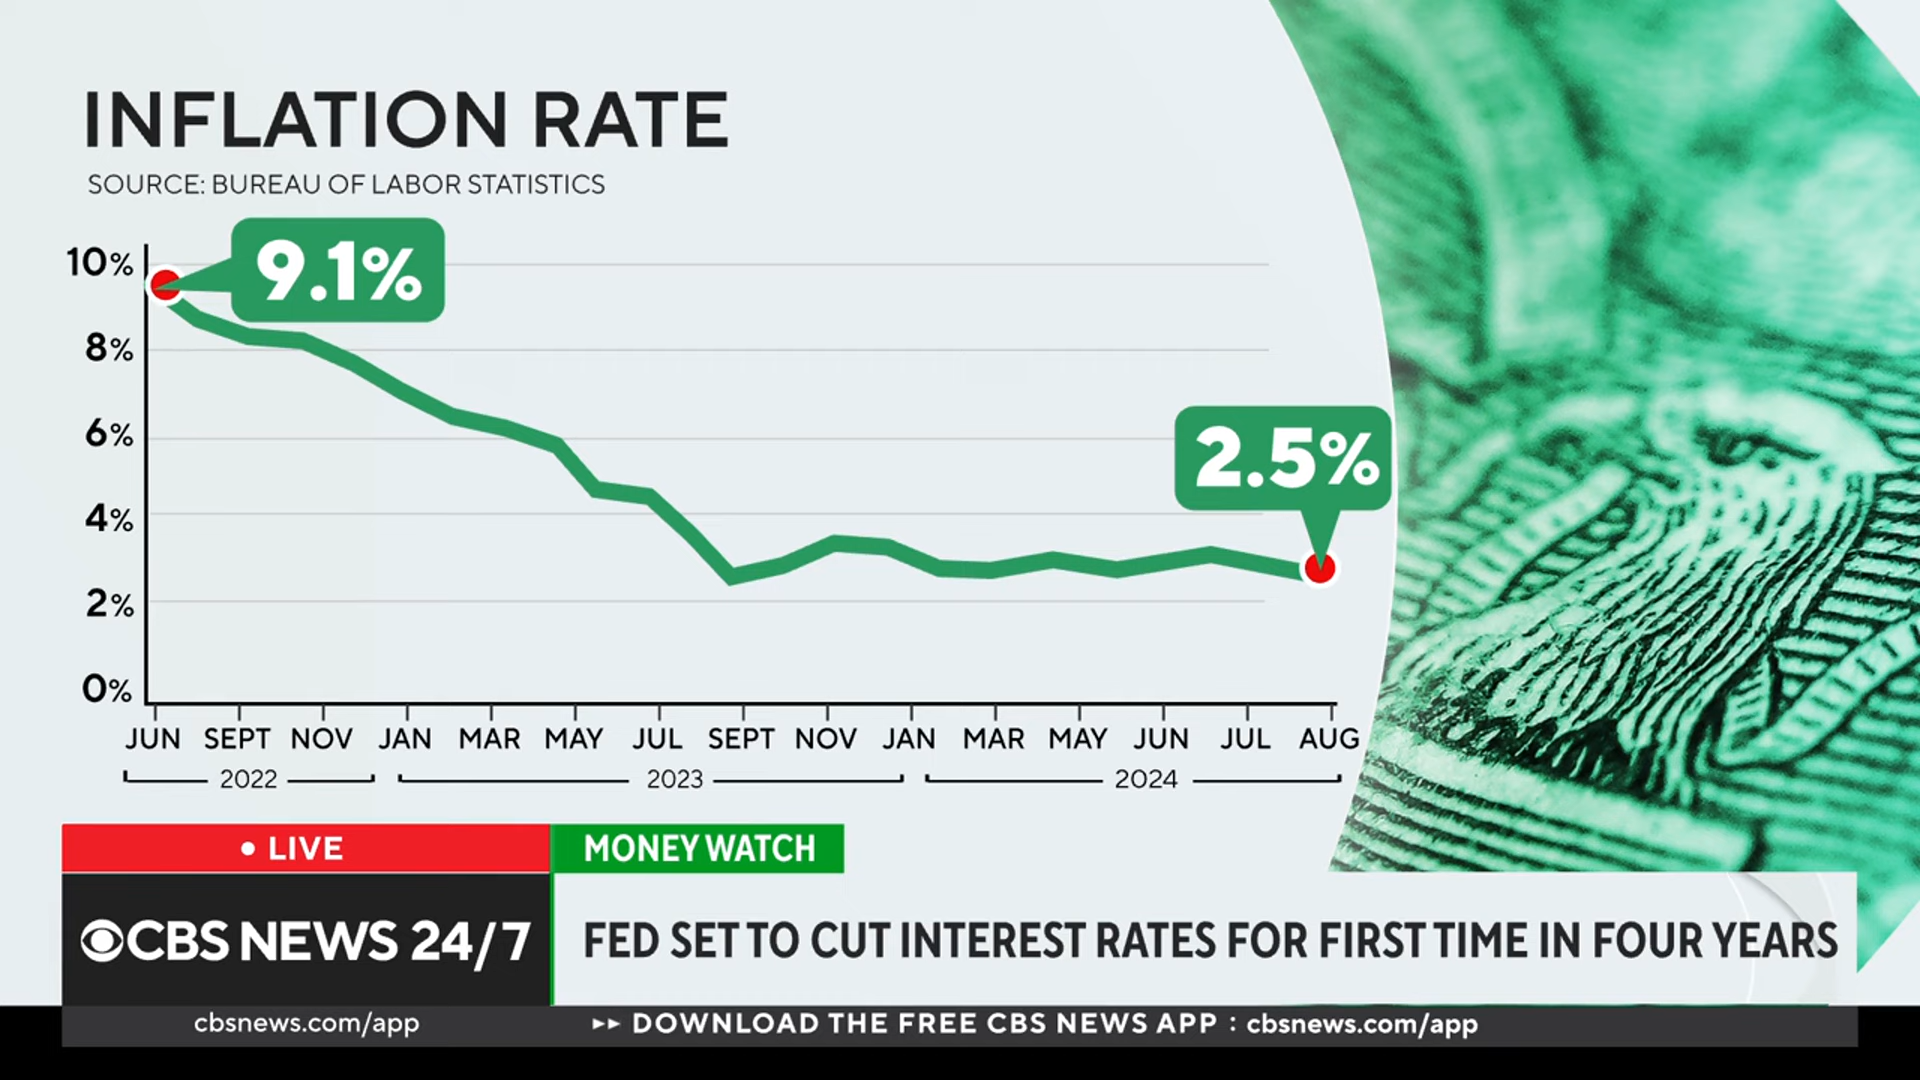 INFLATION RATE
SOURCE: BUREAU OF LABOR STATISTICS
10%
9.1%
8%
6%
2.5%
4%
2%
0%
JUN SEPT NOV JAN MAR MAY JUL SEPT NOV JAN MAR MAY JUN JUL AUG
2022 2023 2024
• LIVE
MONEY WATCH
CBS NEWS 24/7
FED SET TO CUT INTEREST RATES FOR FIRST TIME IN FOUR YEARS
cbsnews.com/app
DOWNLOAD THE FREE CBS NEWS APP : cbsnews.com/app